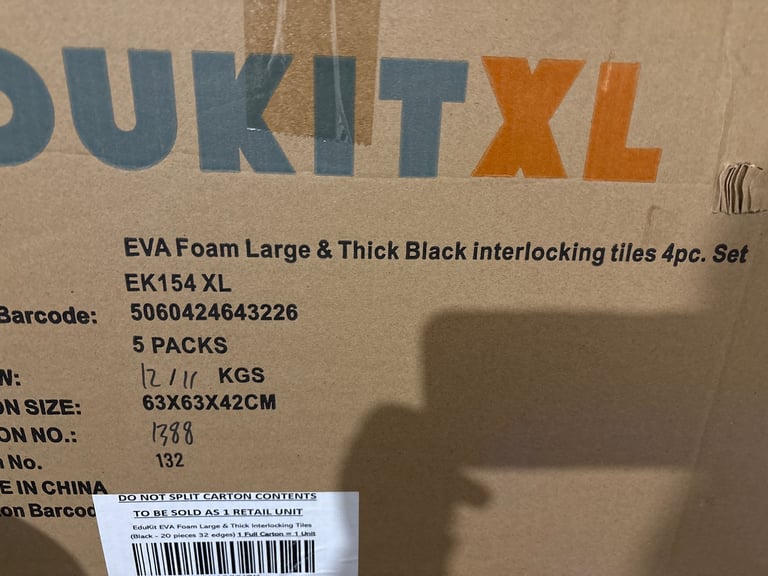 DUKITXL
EVA Foam Large & Thick Black interlocking tiles 4pc. Set
EK154 XL
Barcode: 5060424643226
5 PACKS
W: 12/11 KGS
ON SIZE: 63X63X42CM
ON NO.: 1388
No. 132
E IN CHINA
on Barcod
DO NOT SPLIT CARTON CONTENTS
TO BE SOLD AS 1 RETAIL UNIT
EduKit EVA Foam Large & Thick Interlocking Tiles
(Black - 20 pieces 32 edges) 1 Full Carton = 1 Unit